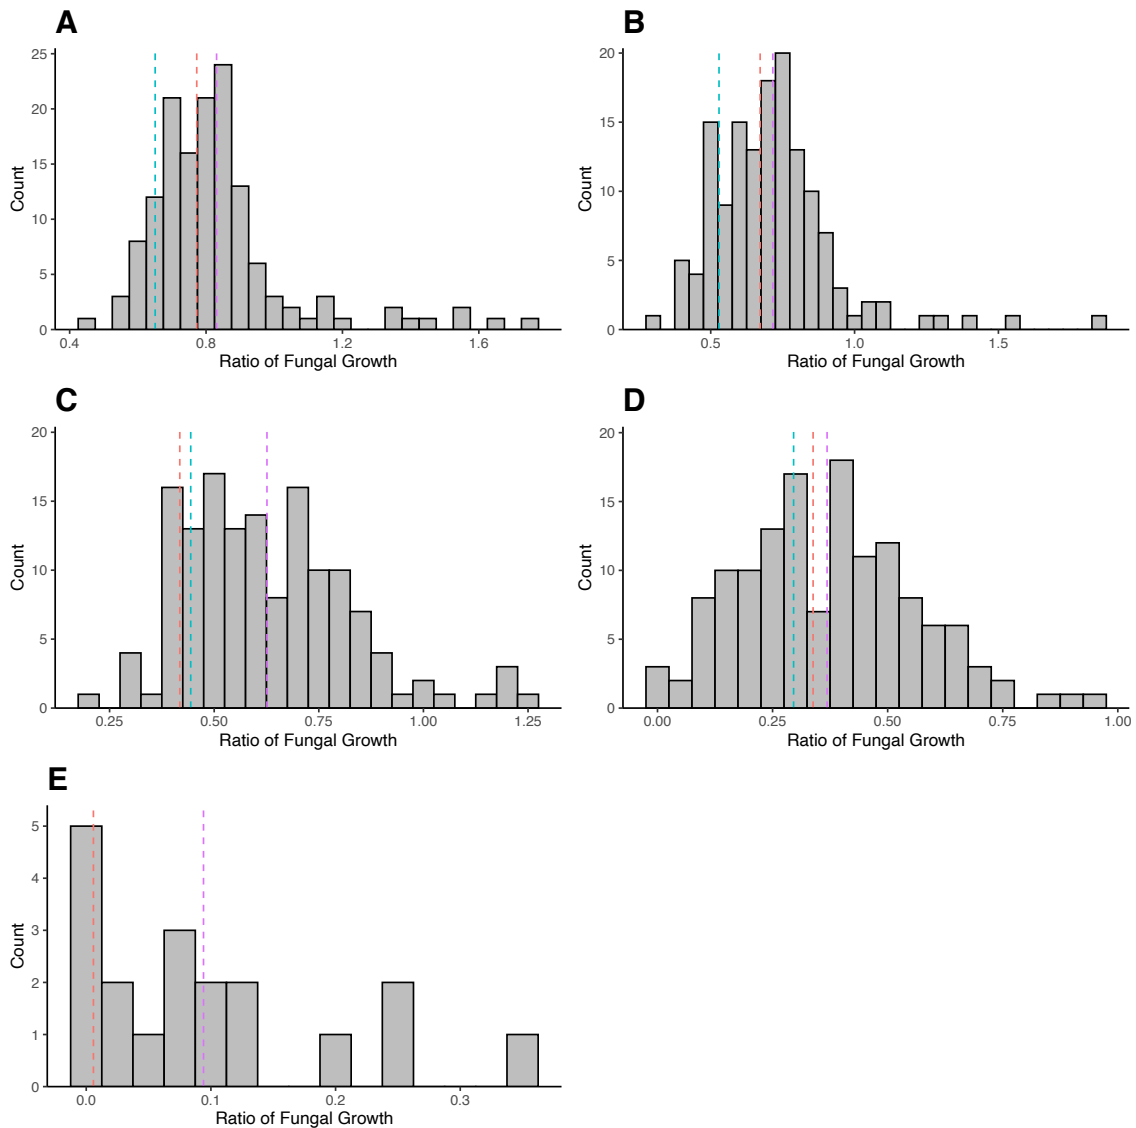 A
25
20
15
10
5
0
Count
0.4 0.8 1.2 1.6
Ratio of Fungal Growth
B
20
15
10
5
0
Count
0.5 1.0 1.5
Ratio of Fungal Growth
C
20
15
10
5
0
Count
0.25 0.50 0.75 1.00 1.25
Ratio of Fungal Growth
D
20
15
10
5
0
Count
0.00 0.25 0.50 0.75 1.00
Ratio of Fungal Growth
E
5
4
3
2
1
0
Count
0.0 0.1 0.2 0.3
Ratio of Fungal Growth